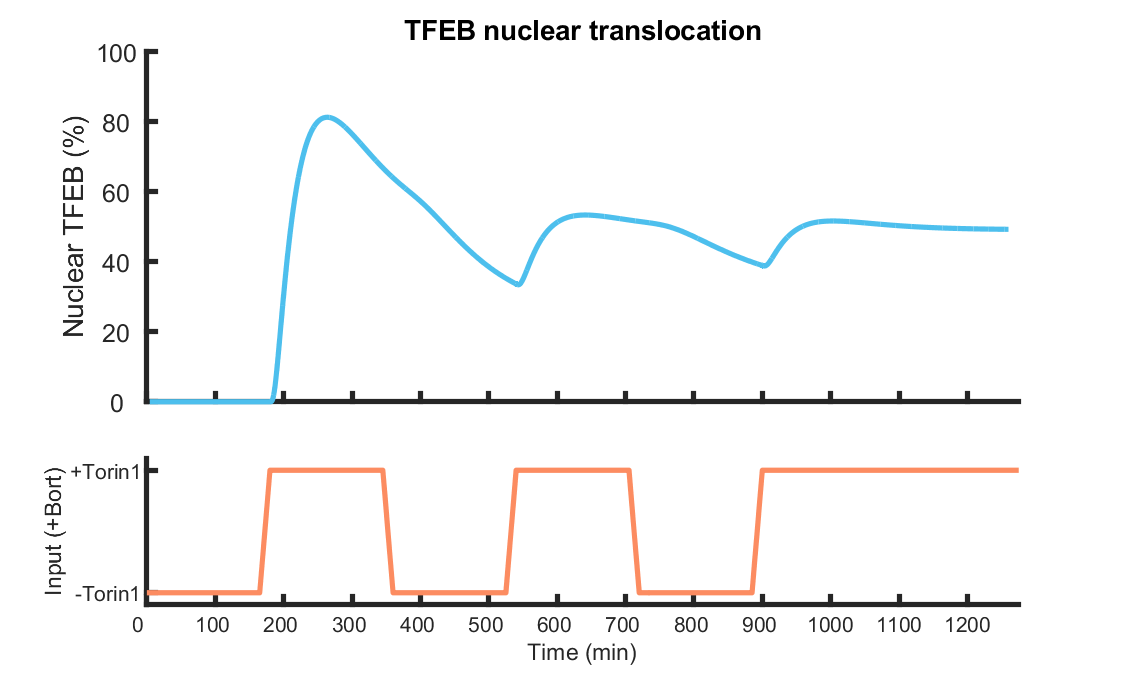 TFEB nuclear translocation
Nuclear TFEB (%)
100
80
60
40
20
0
Input (+Bort)
+Torin1
-Torin1
0 100 200 300 400 500 600 700 800 900 1000 1100 1200
Time (min)